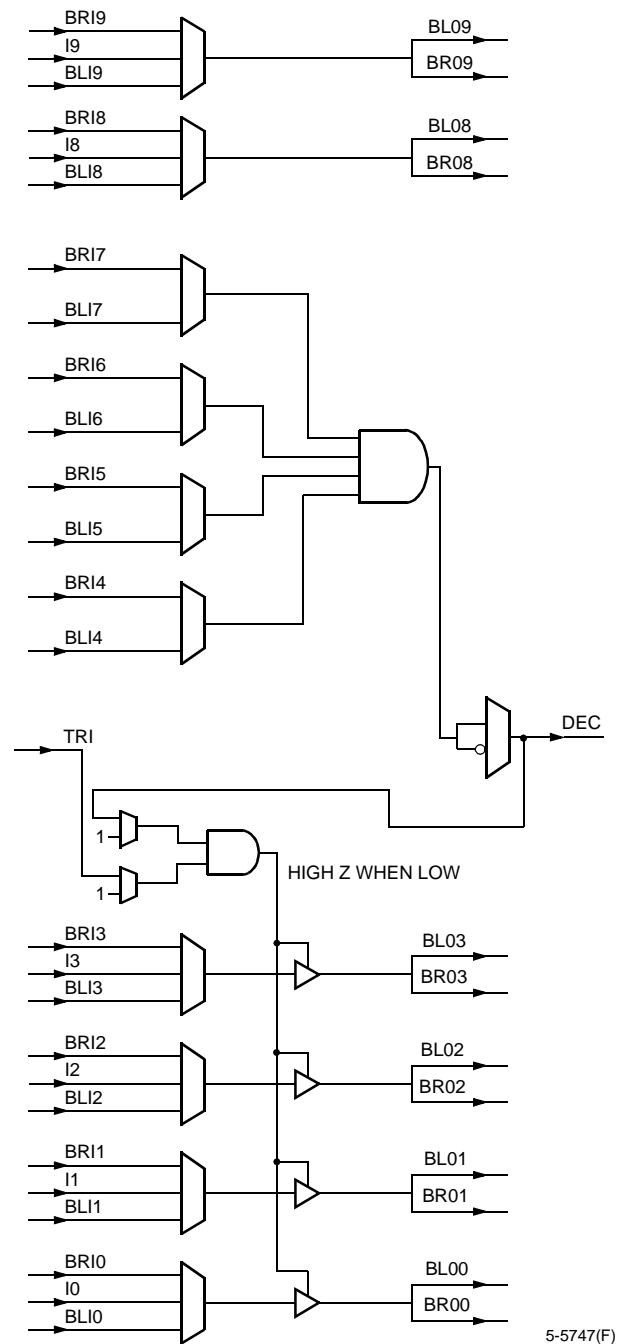 BRI9
I9
BLI9
BL09
BR09
BRI8
I8
BLI8
BL08
BR08
BRI7
BLI7
BRI6
BLI6
BRI5
BLI5
BRI4
BLI4
TRI
DEC
1
1
HIGH Z WHEN LOW
BRI3
I3
BLI3
BL03
BR03
BRI2
I2
BLI2
BL02
BR02
BRI1
I1
BLI1
BL01
BR01
BRI0
I0
BLI0
BL00
BR00
5-5747(F)